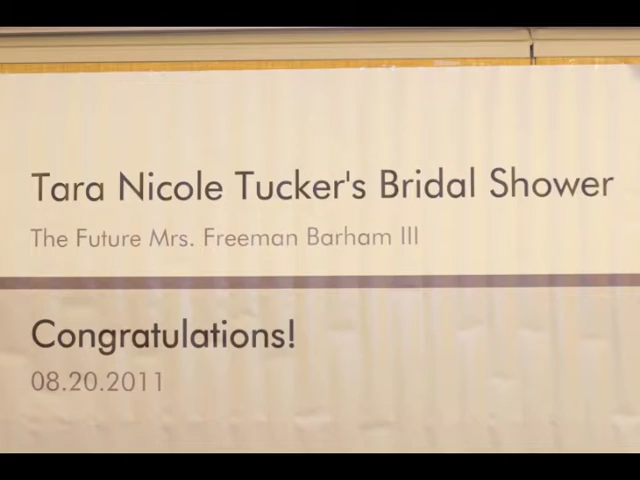 Tara Nicole Tucker's Bridal Shower
The Future Mrs. Freeman Barham III
Congratulations!
08.20.2011